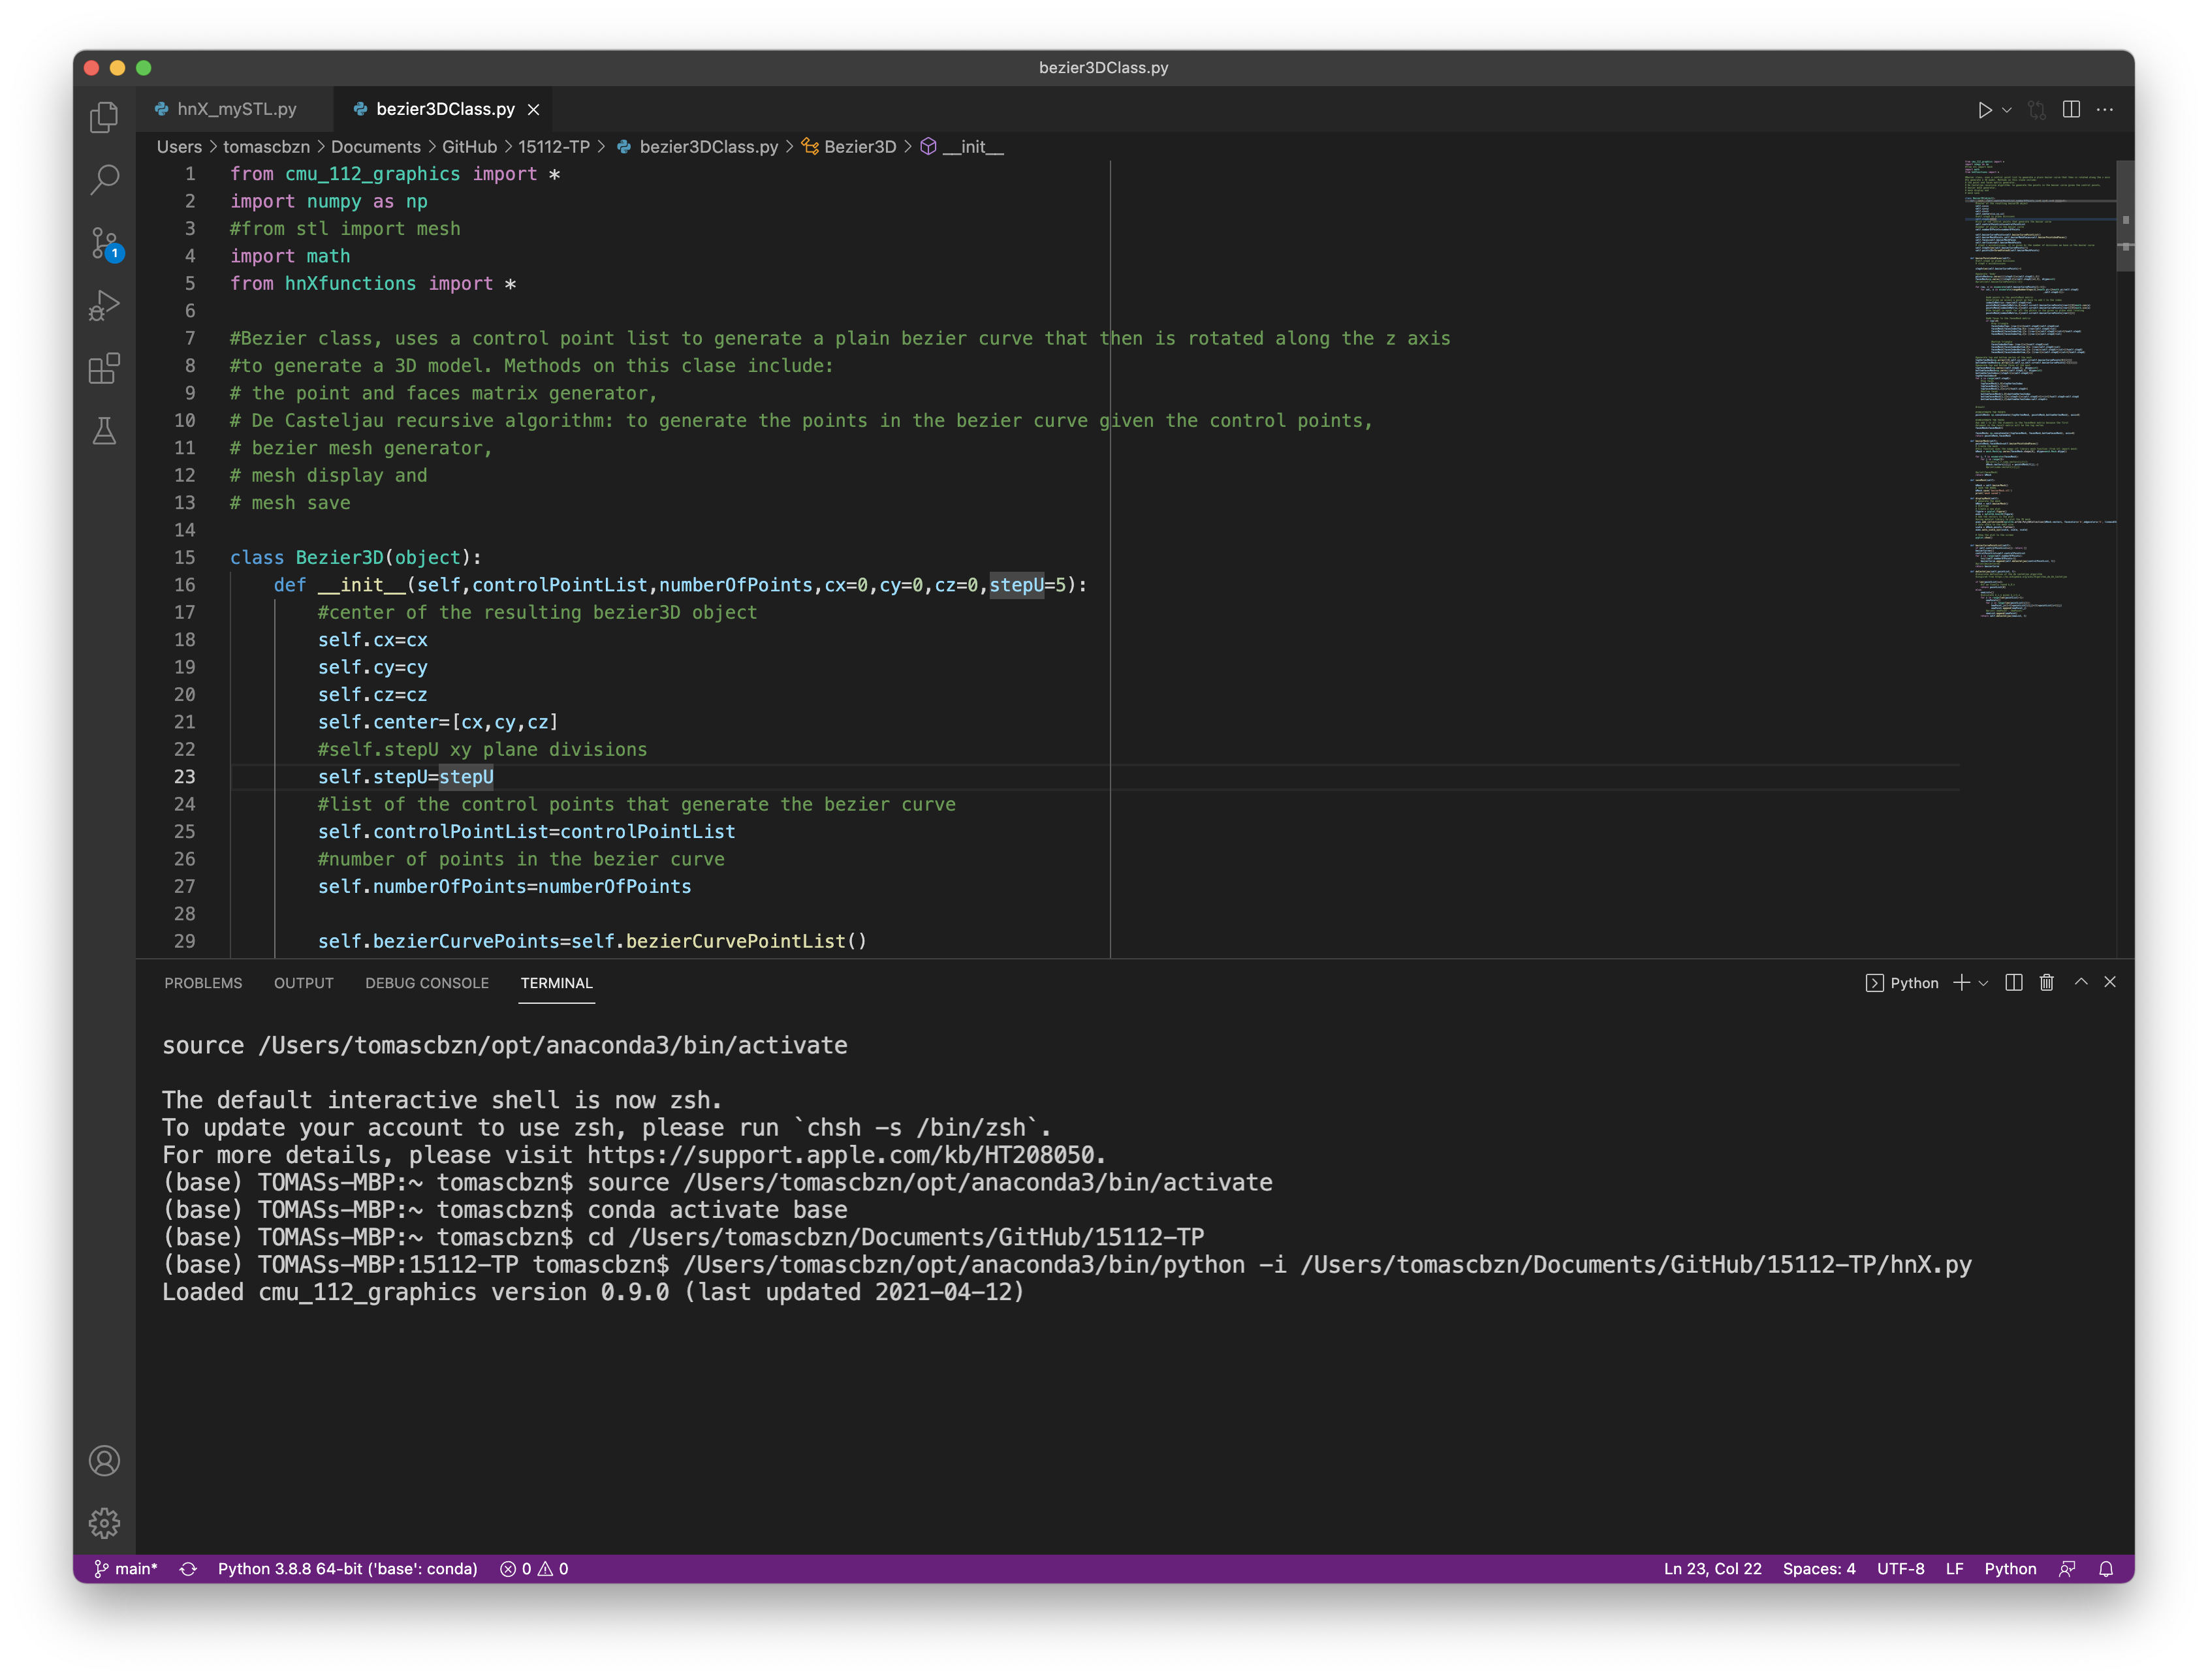 bezier3DClass.py
hnX_mySTL.py
bezier3DClass.py
Users > tomascbzn > Documents > GitHub > 15112-TP > bezier3DClass.py > Bezier3D > __init__
1 from cmu_112_graphics import *
2 import numpy as np
3 #from stl import mesh
4 import math
5 from hnXfunctions import *
6
7 #Bezier class, uses a control point list to generate a plain bezier curve that then is rotated along the z axis
8 #to generate a 3D model. Methods on this clase include:
9 # the point and faces matrix generator,
10 # De Casteljau recursive algorithm: to generate the points in the bezier curve given the control points,
11 # bezier mesh generator,
12 # mesh display and
13 # mesh save
14
15 class Bezier3D(object):
16     def __init__(self,controlPointList,numberOfPoints,cx=0,cy=0,cz=0,stepU=5):
17         #center of the resulting bezier3D object
18         self.cx=cx
19         self.cy=cy
20         self.cz=cz
21         self.center=[cx,cy,cz]
22         #self.stepU xy plane divisions
23         self.stepU=stepU
24         #list of the control points that generate the bezier curve
25         self.controlPointList=controlPointList
26         #number of points in the bezier curve
27         self.numberOfPoints=numberOfPoints
28
29         self.bezierCurvePoints=self.bezierCurvePointList()
1
PROBLEMS OUTPUT DEBUG CONSOLE TERMINAL Python
source /Users/tomascbzn/opt/anaconda3/bin/activate
The default interactive shell is now zsh.
To update your account to use zsh, please run `chsh -s /bin/zsh`.
For more details, please visit https://support.apple.com/kb/HT208050.
(base) TOMASs-MBP:~ tomascbzn$ source /Users/tomascbzn/opt/anaconda3/bin/activate
(base) TOMASs-MBP:~ tomascbzn$ conda activate base
(base) TOMASs-MBP:~ tomascbzn$ cd /Users/tomascbzn/Documents/GitHub/15112-TP
(base) TOMASs-MBP:15112-TP tomascbzn$ /Users/tomascbzn/opt/anaconda3/bin/python -i /Users/tomascbzn/Documents/GitHub/15112-TP/hnX.py
Loaded cmu_112_graphics version 0.9.0 (last updated 2021-04-12)
main* Python 3.8.8 64-bit ('base': conda) 0 0 Ln 23, Col 22 Spaces: 4 UTF-8 LF Python